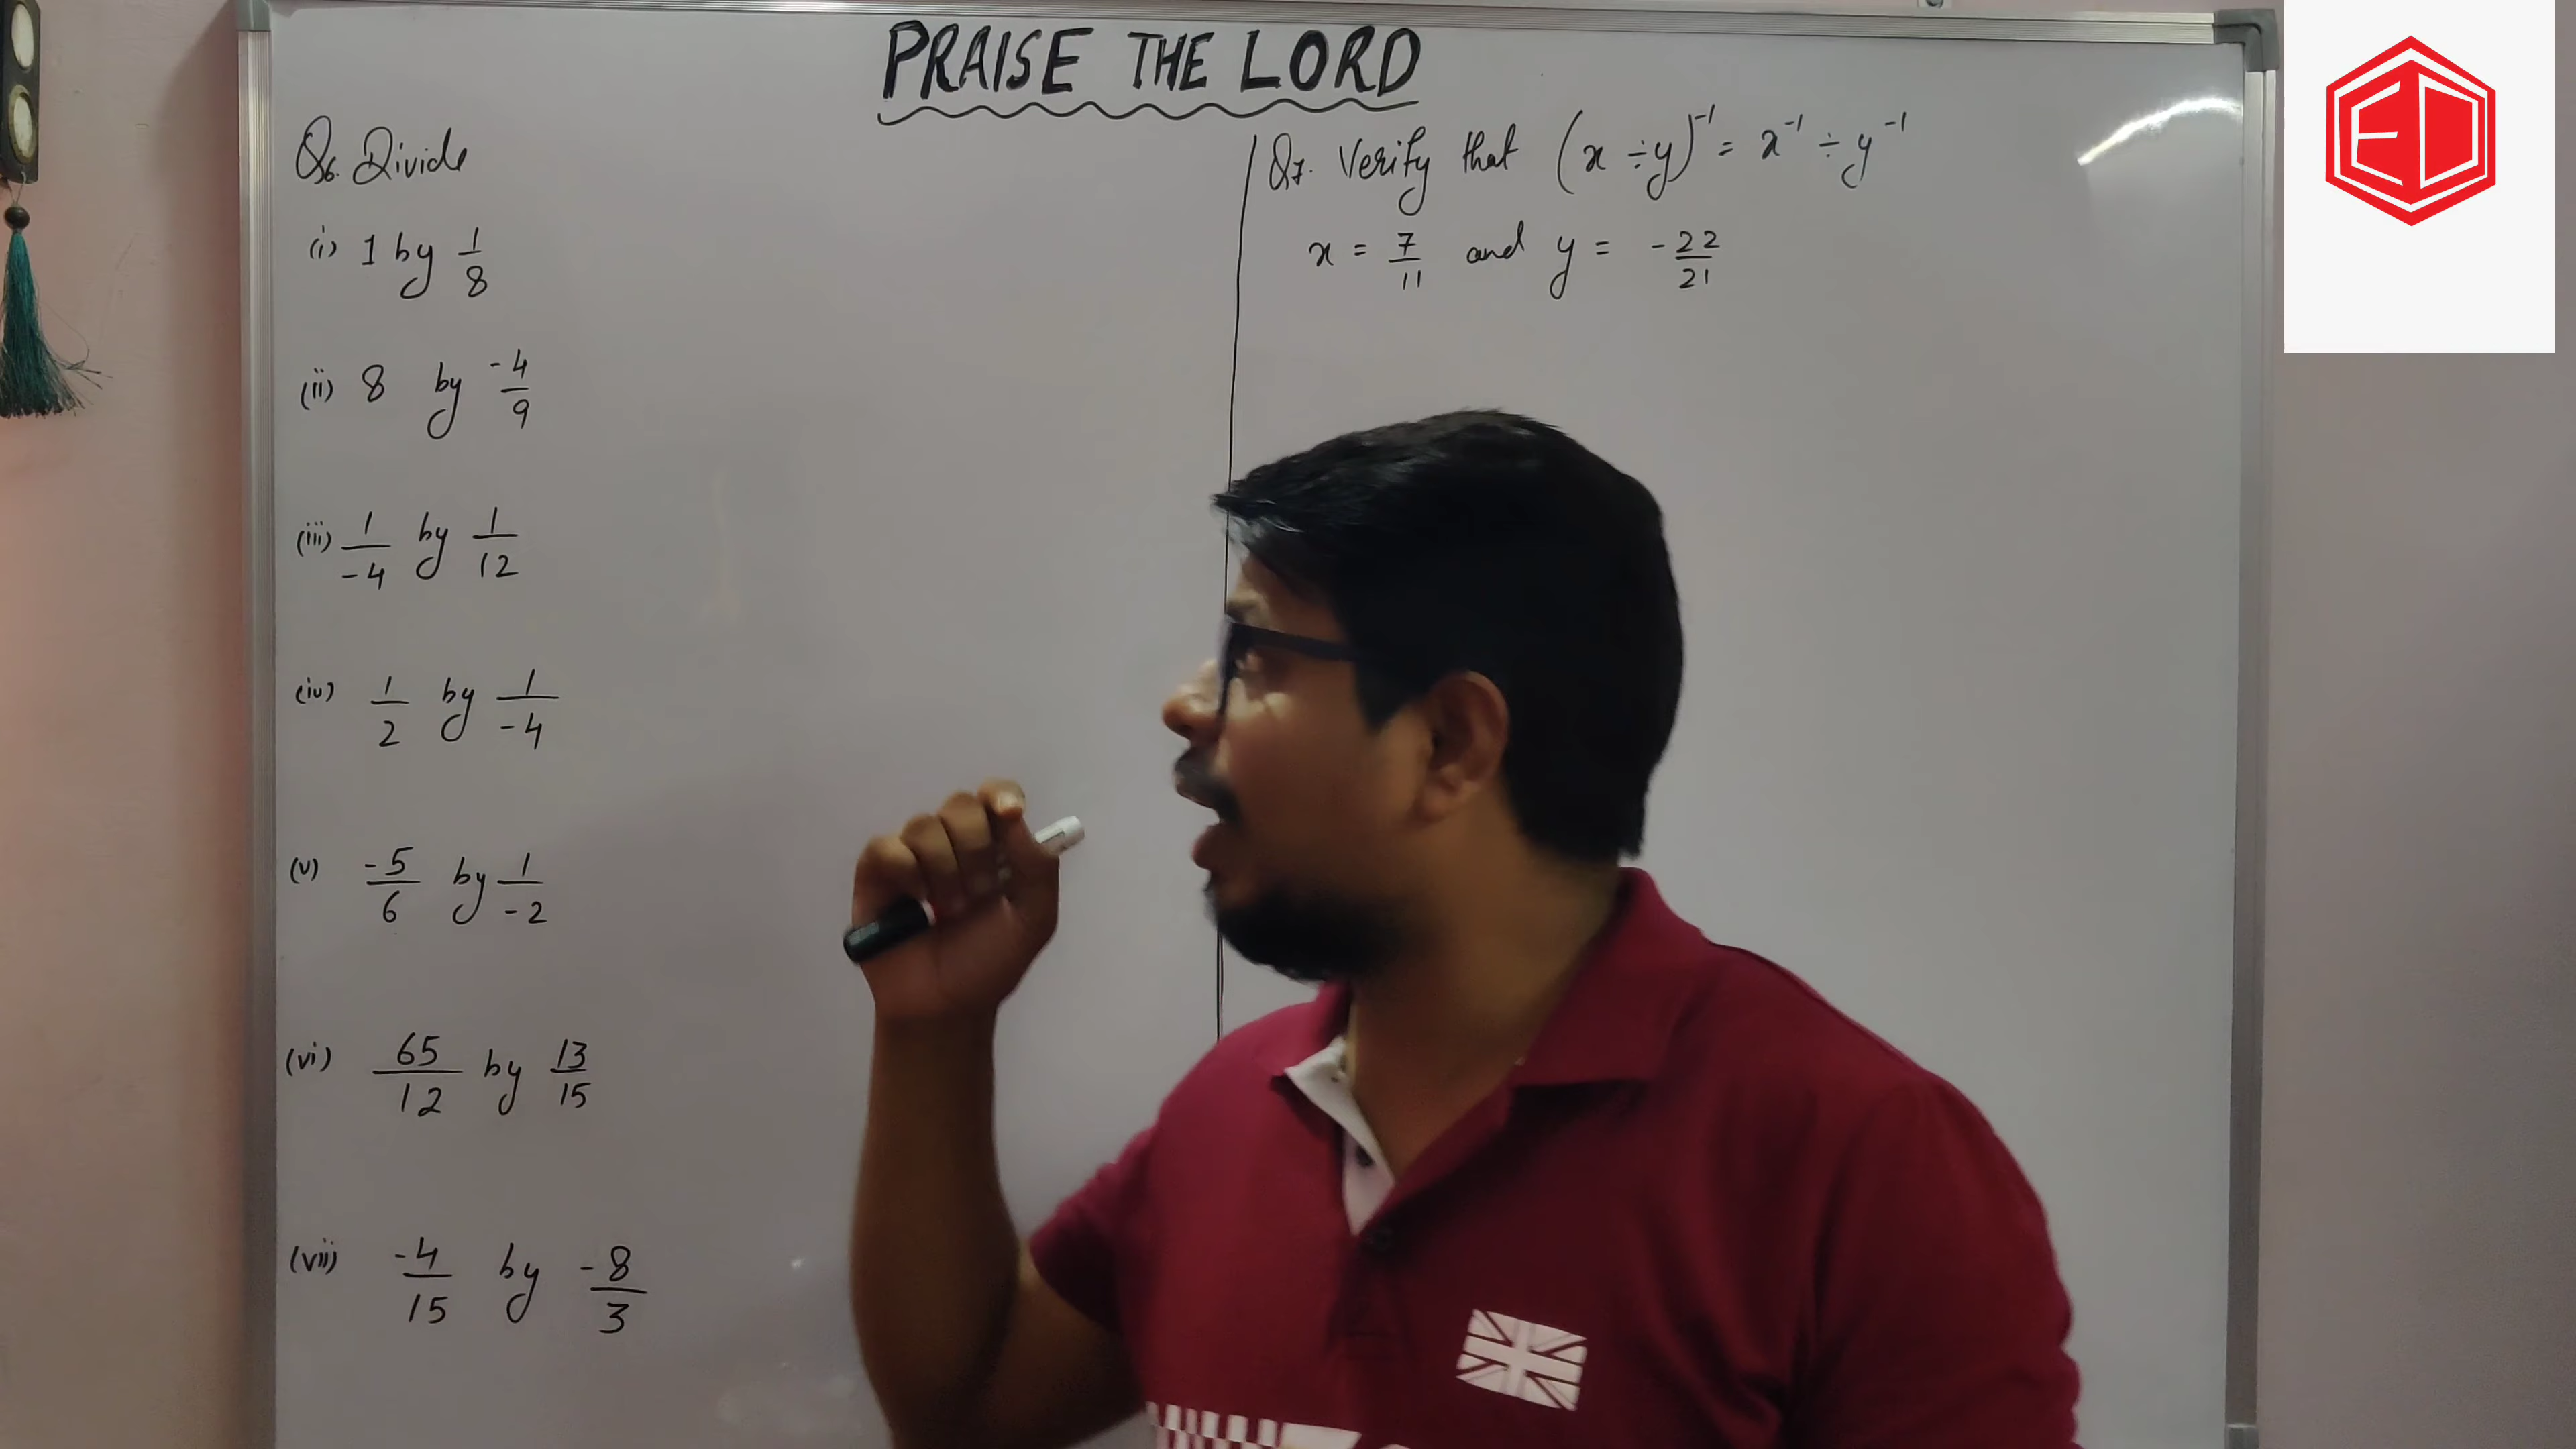 PRAISE THE LORD
Q6. Divide
(i) 1 by 1/8
(ii) 8 by -4/9
(iii) 1/-4 by 1/12
(iv) 1/2 by 1/-4
(v) -5/6 by 1/-2
(vi) 65/12 by 13/15
(vii) -4/15 by -8/3
Q7. Verify that (x ÷ y)⁻¹ = x⁻¹ ÷ y⁻¹
x = 7/11 and y = -22/21
ED